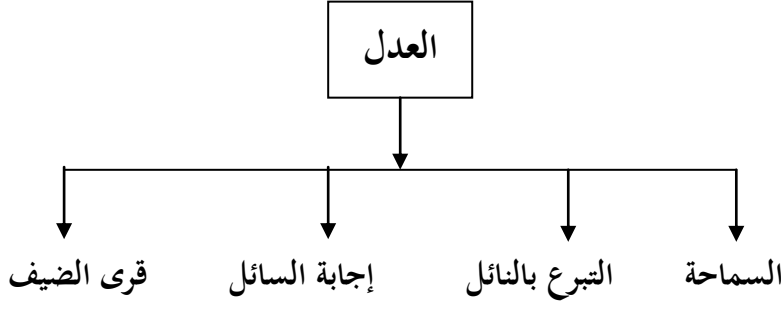 العدل
السماحة
التبرع بالنائل
إجابة السائل
قرى الضيف